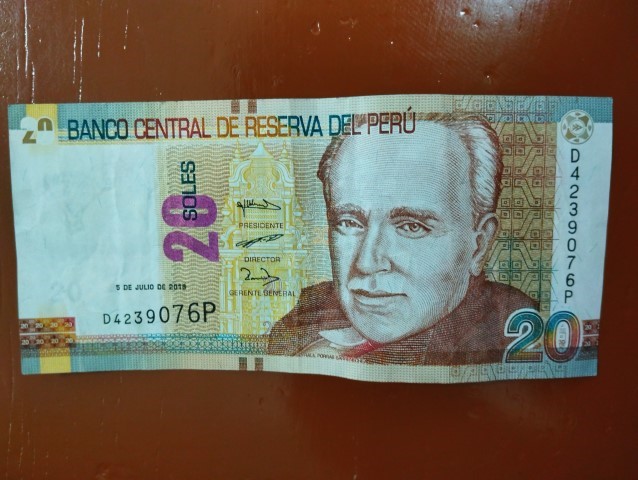 20 BANCO CENTRAL DE RESERVA DEL PERÚ
20 SOLES
PRESIDENTE
DIRECTOR
GERENTE GENERAL
5 DE JULIO DE 2018
D4239076P
D4239076P
20